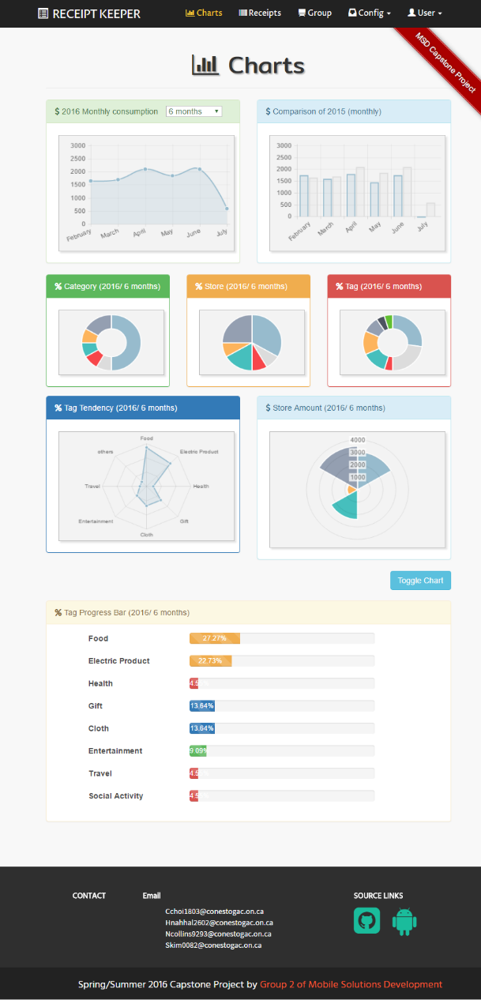 RECEIPT KEEPER
Charts
Receipts
Group
Config
User
MSD Capstone Project
Charts
$ 2016 Monthly consumption
6 months
3000
2500
2000
1500
1000
500
0
February
March
April
May
June
July
$ Comparison of 2015 (monthly)
3000
2500
2000
1500
1000
500
0
February
March
April
May
June
July
% Category (2016/ 6 months)
% Store (2016/ 6 months)
% Tag (2016/ 6 months)
% Tag Tendency (2016/ 6 months)
Food
others
Electric Product
Travel
Health
Entertainment
Gift
Cloth
$ Store Amount (2016/ 6 months)
4000
3000
2000
1000
Toggle Chart
% Tag Progress Bar (2016/ 6 months)
Food 27.27%
Electric Product 22.73%
Health
Gift 13.64%
Cloth 13.64%
Entertainment 9.09%
Travel
Social Activity
CONTACT
Email
Cchoi1803@conestogac.on.ca
Hnahhal2602@conestogac.on.ca
Ncollins9293@conestogac.on.ca
Skim0082@conestogac.on.ca
SOURCE LINKS
Spring/Summer 2016 Capstone Project by Group 2 of Mobile Solutions Development